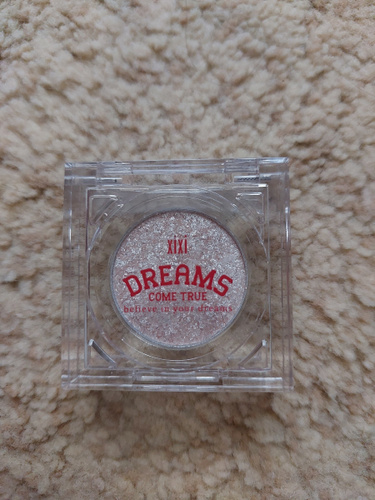 XIXI
DREAMS
COME TRUE
believe in your dreams